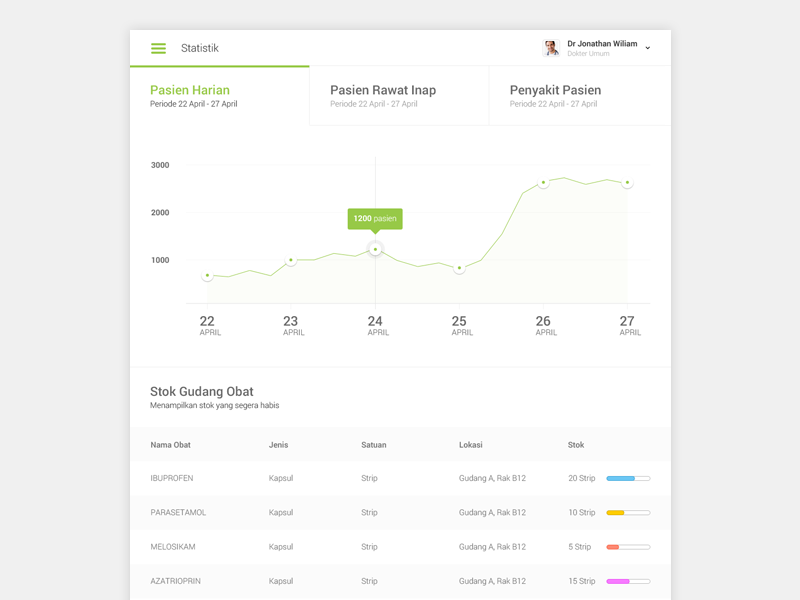 Statistik
Dr Jonathan Wiliam
Dokter Umum
Pasien Harian
Periode 22 April - 27 April
Pasien Rawat Inap
Periode 22 April - 27 April
Penyakit Pasien
Periode 22 April - 27 April
3000
2000
1000
1200 pasien
22 APRIL
23 APRIL
24 APRIL
25 APRIL
26 APRIL
27 APRIL
Stok Gudang Obat
Menampilkan stok yang segera habis
Nama Obat Jenis Satuan Lokasi Stok
IBUPROFEN Kapsul Strip Gudang A, Rak B12 20 Strip
PARASETAMOL Kapsul Strip Gudang A, Rak B12 10 Strip
MELOSIKAM Kapsul Strip Gudang A, Rak B12 5 Strip
AZATRIOPRIN Kapsul Strip Gudang A, Rak B12 15 Strip